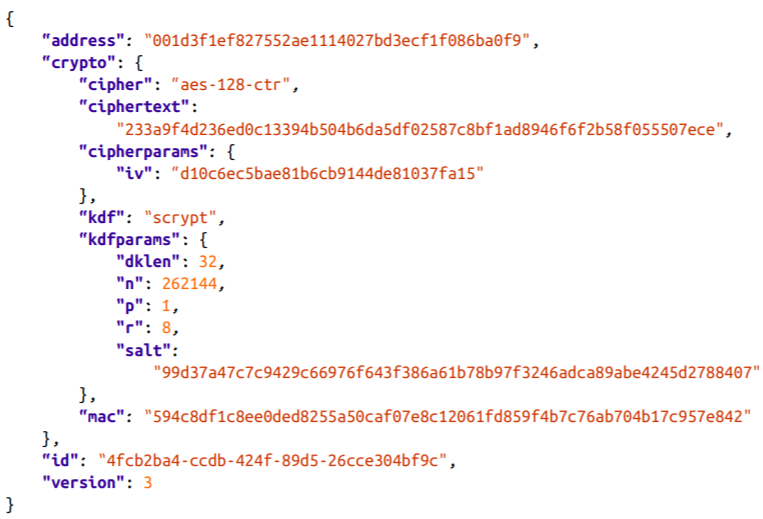 {
    "address": "001d3f1ef827552ae1114027bd3ecf1f086ba0f9",
    "crypto": {
        "cipher": "aes-128-ctr",
        "ciphertext":
            "233a9f4d236ed0c13394b504b6da5df02587c8bf1ad8946f6f2b58f055507ece",
        "cipherparams": {
            "iv": "d10c6ec5bae81b6cb9144de81037fa15"
        },
        "kdf": "scrypt",
        "kdfparams": {
            "dklen": 32,
            "n": 262144,
            "p": 1,
            "r": 8,
            "salt":
                "99d37a47c7c9429c66976f643f386a61b78b97f3246adca89abe4245d2788407"
        },
        "mac": "594c8df1c8ee0ded8255a50caf07e8c12061fd859f4b7c76ab704b17c957e842"
    },
    "id": "4fcb2ba4-ccdb-424f-89d5-26cce304bf9c",
    "version": 3
}